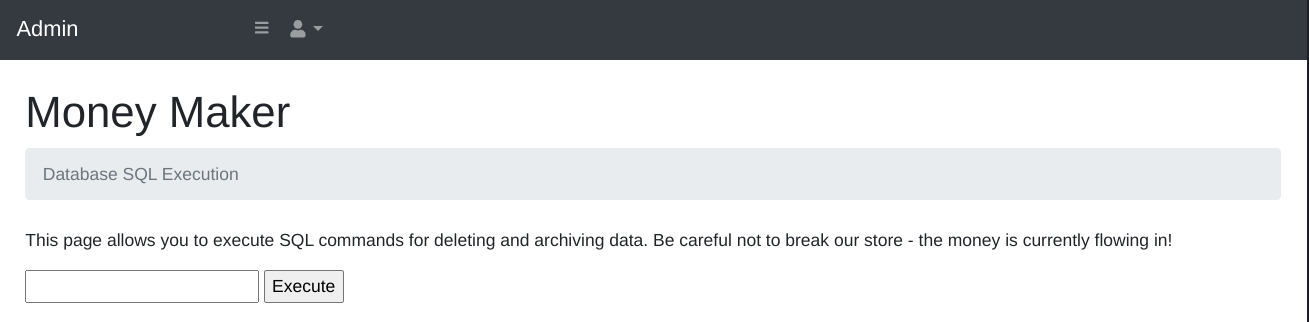 Admin
Money Maker
Database SQL Execution
This page allows you to execute SQL commands for deleting and archiving data. Be careful not to break our store - the money is currently flowing in!
Execute